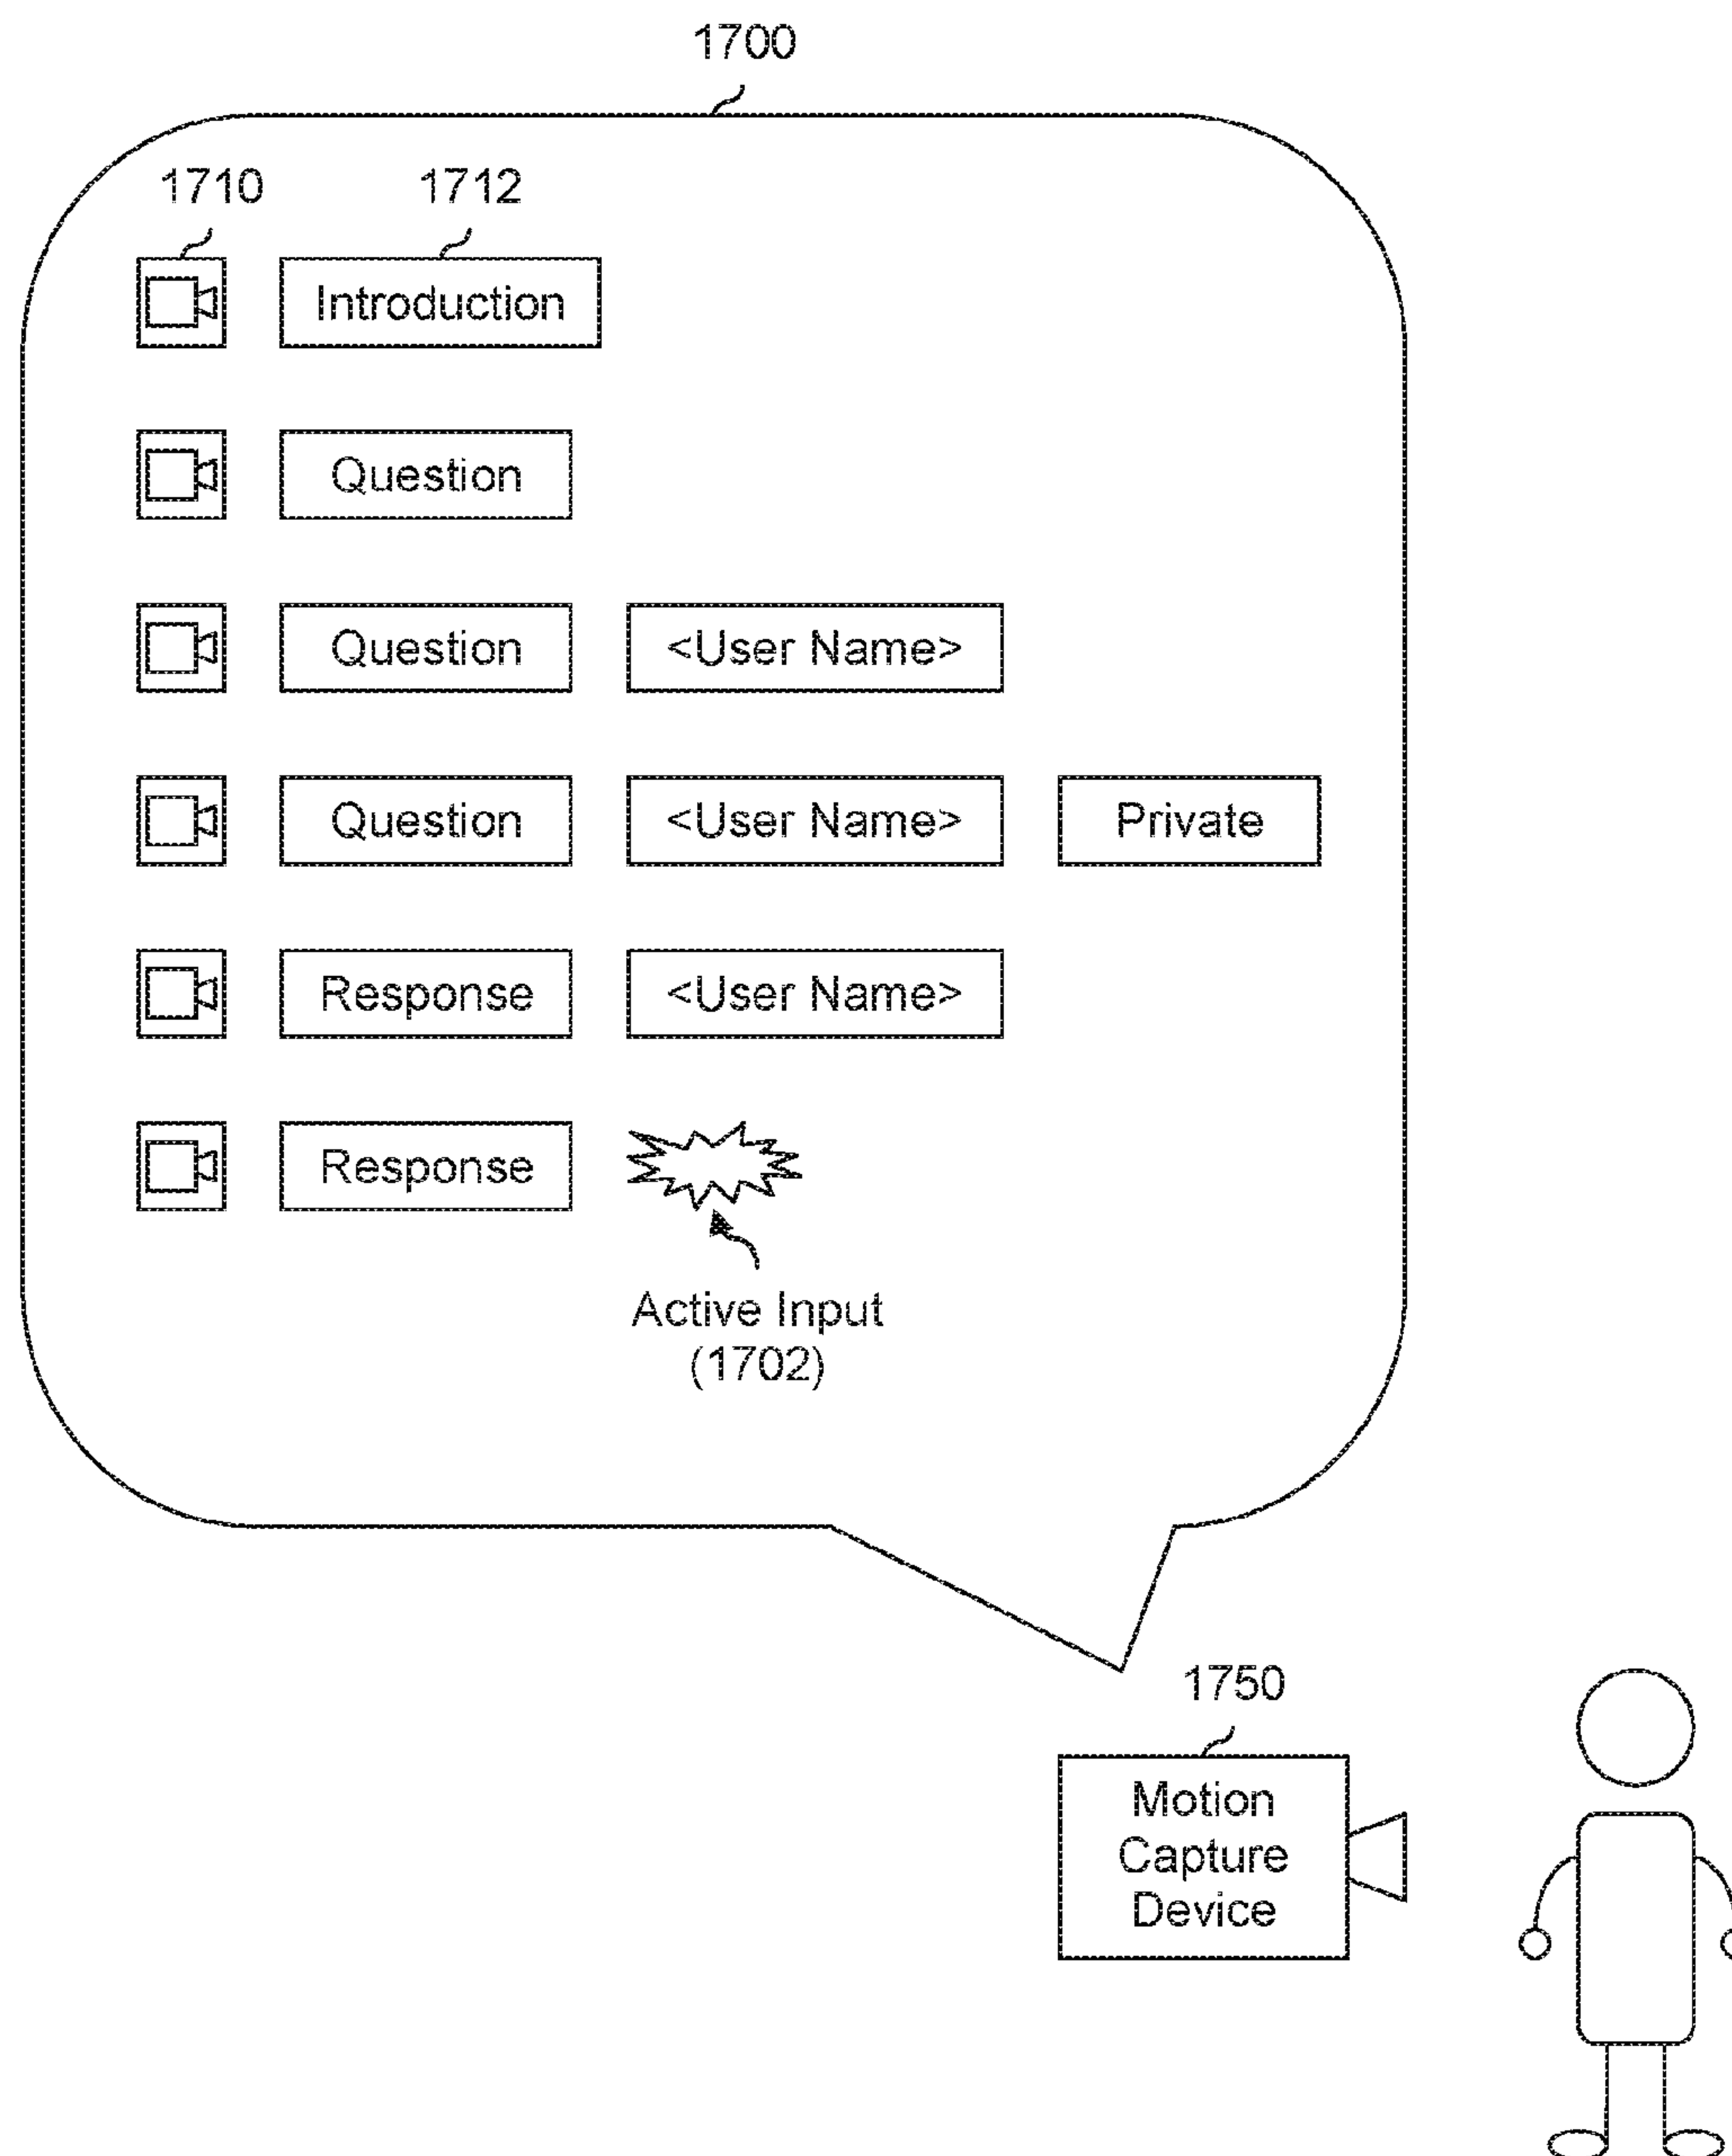 1700
1710 1712
Introduction
Question
Question <User Name>
Question <User Name> Private
Response <User Name>
Response
Active Input
(1702)
1750
Motion
Capture
Device